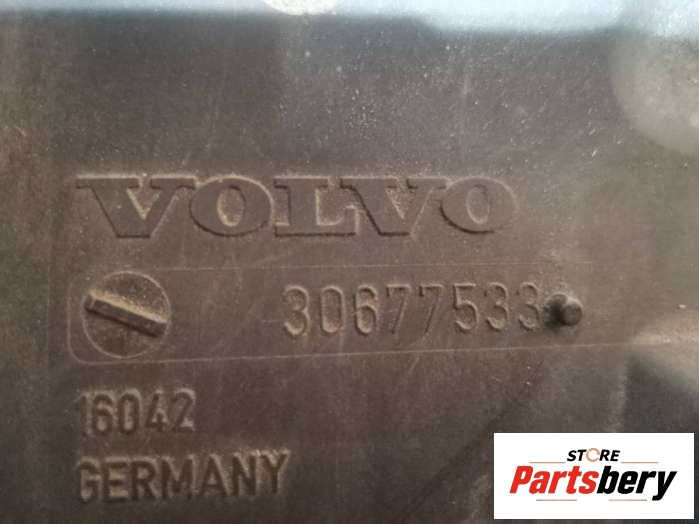 VOLVO
30677533
16042
GERMANY
STORE
Partsbery